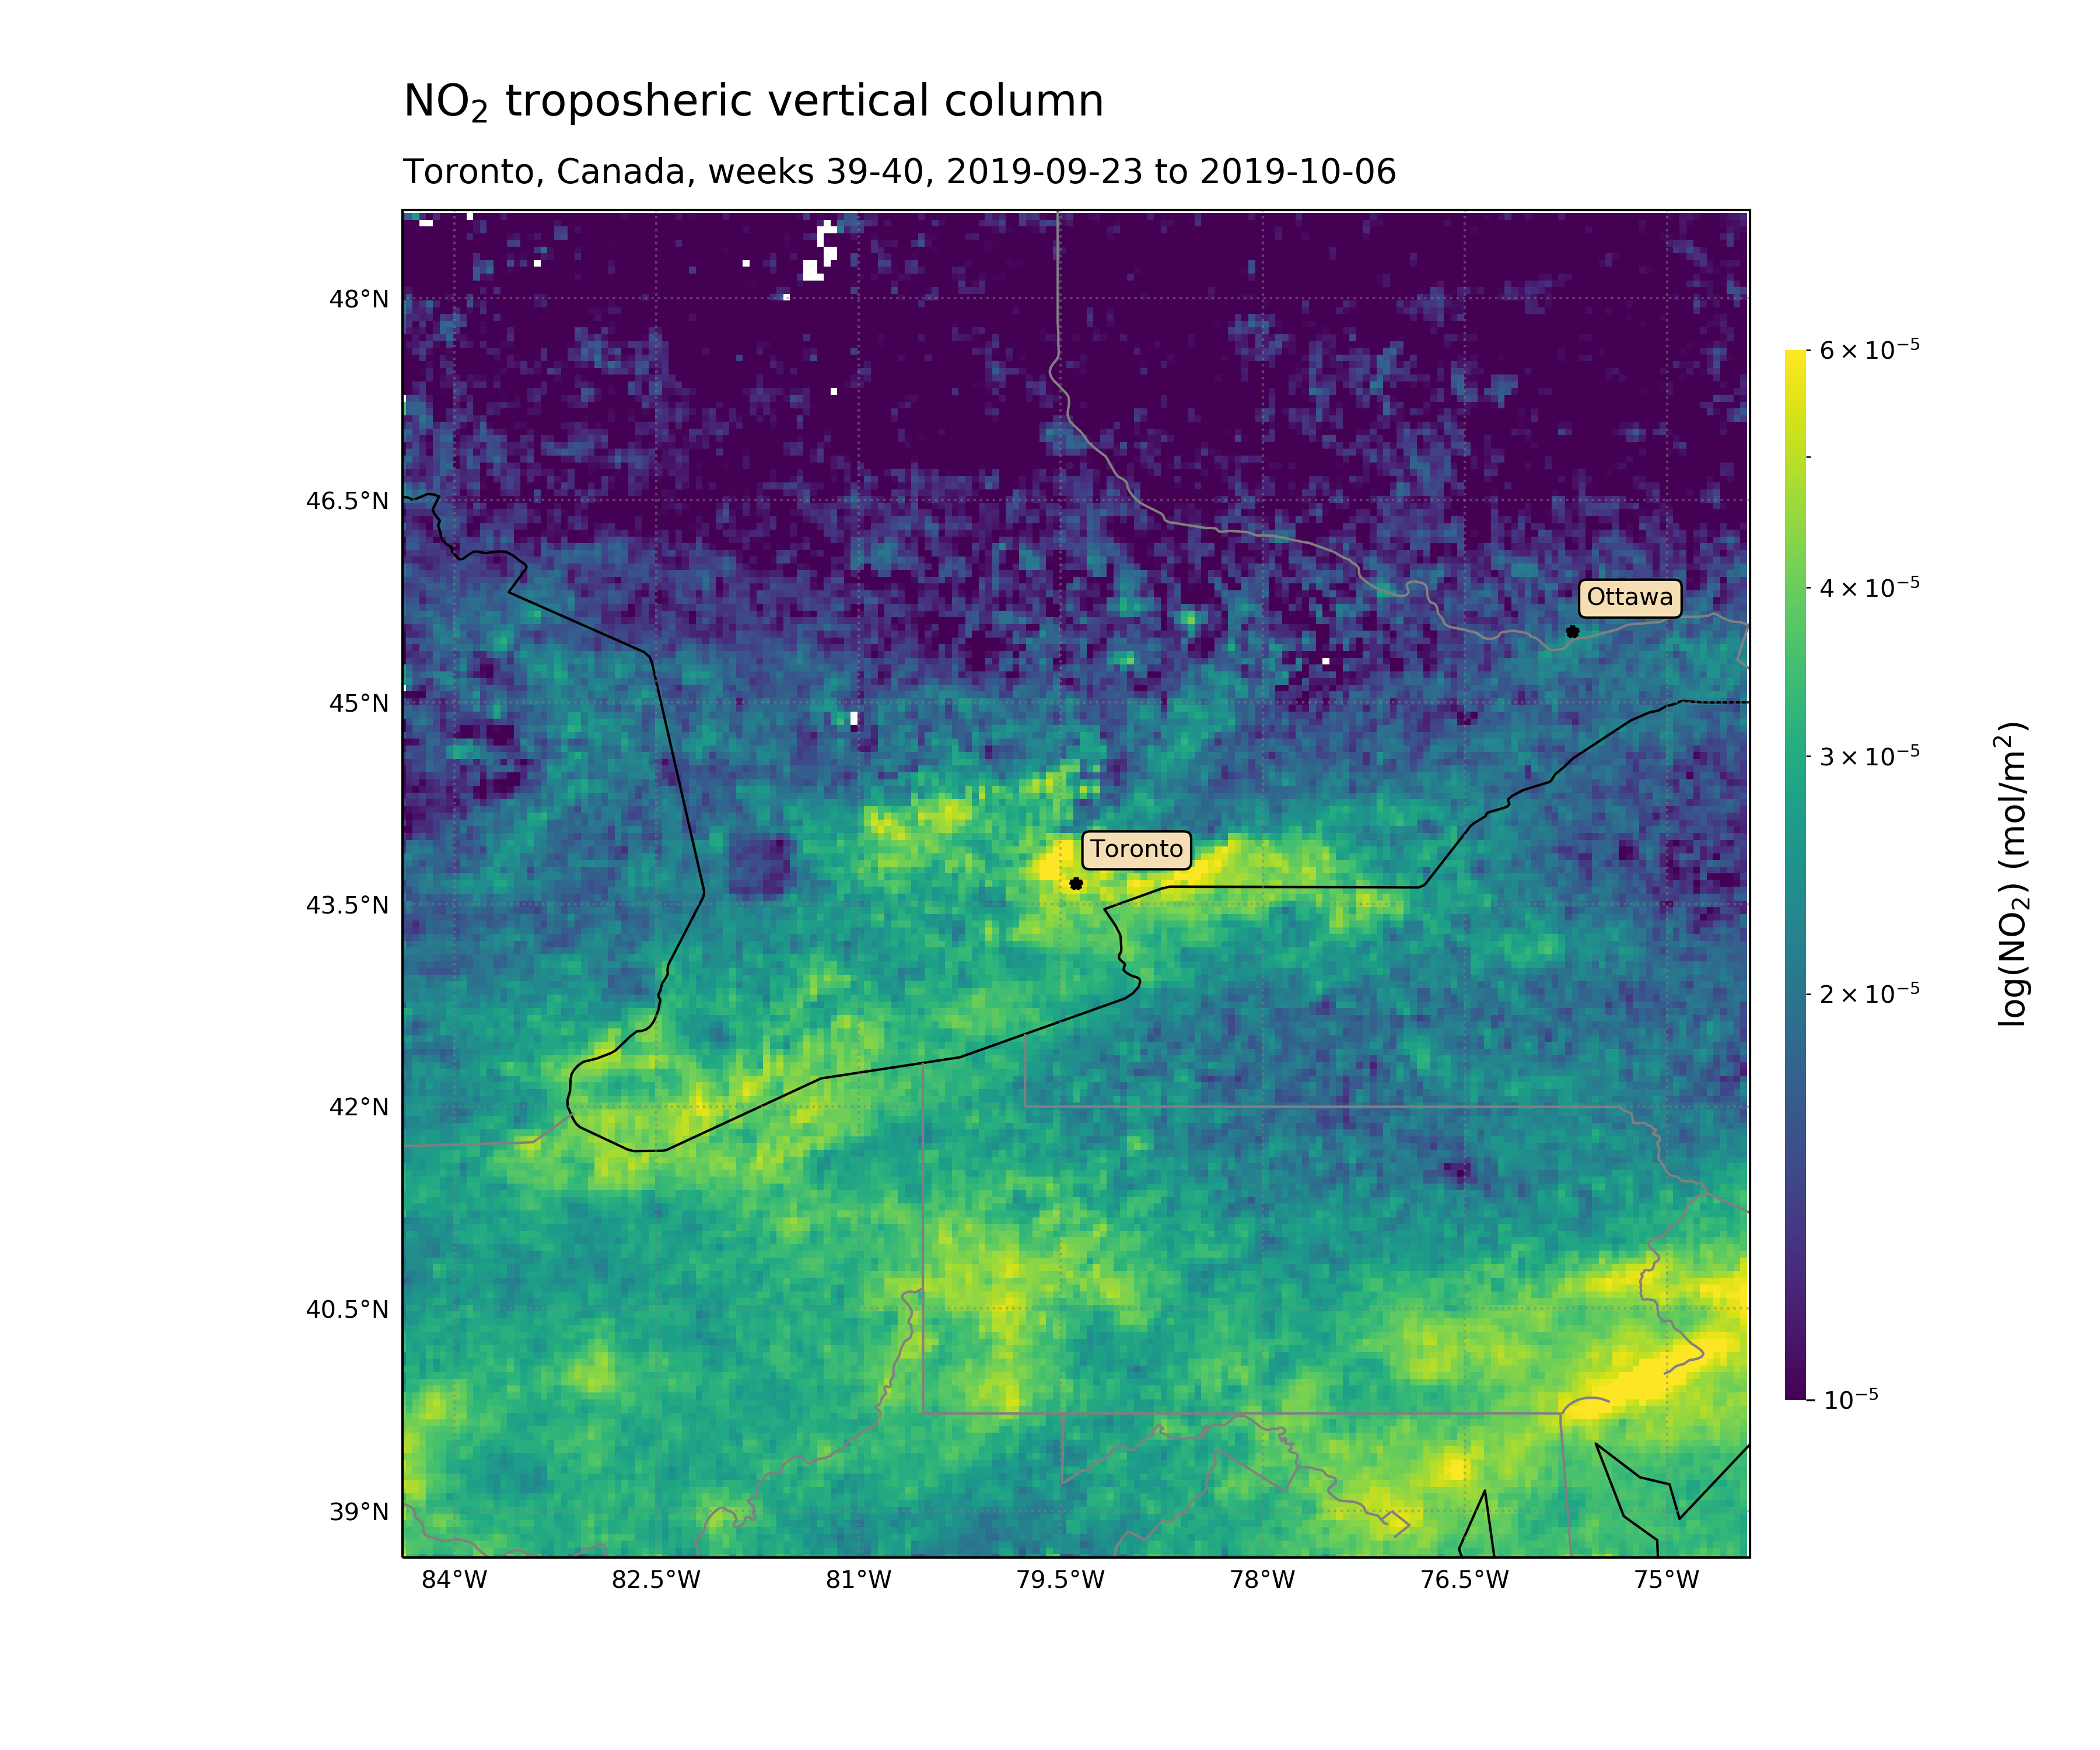 NO₂ troposheric vertical column
Toronto, Canada, weeks 39-40, 2019-09-23 to 2019-10-06
48°N
46.5°N
45°N
43.5°N
42°N
40.5°N
39°N
84°W
82.5°W
81°W
79.5°W
78°W
76.5°W
75°W
Ottawa
Toronto
6 × 10⁻⁵
4 × 10⁻⁵
3 × 10⁻⁵
2 × 10⁻⁵
10⁻⁵
log(NO₂) (mol/m²)